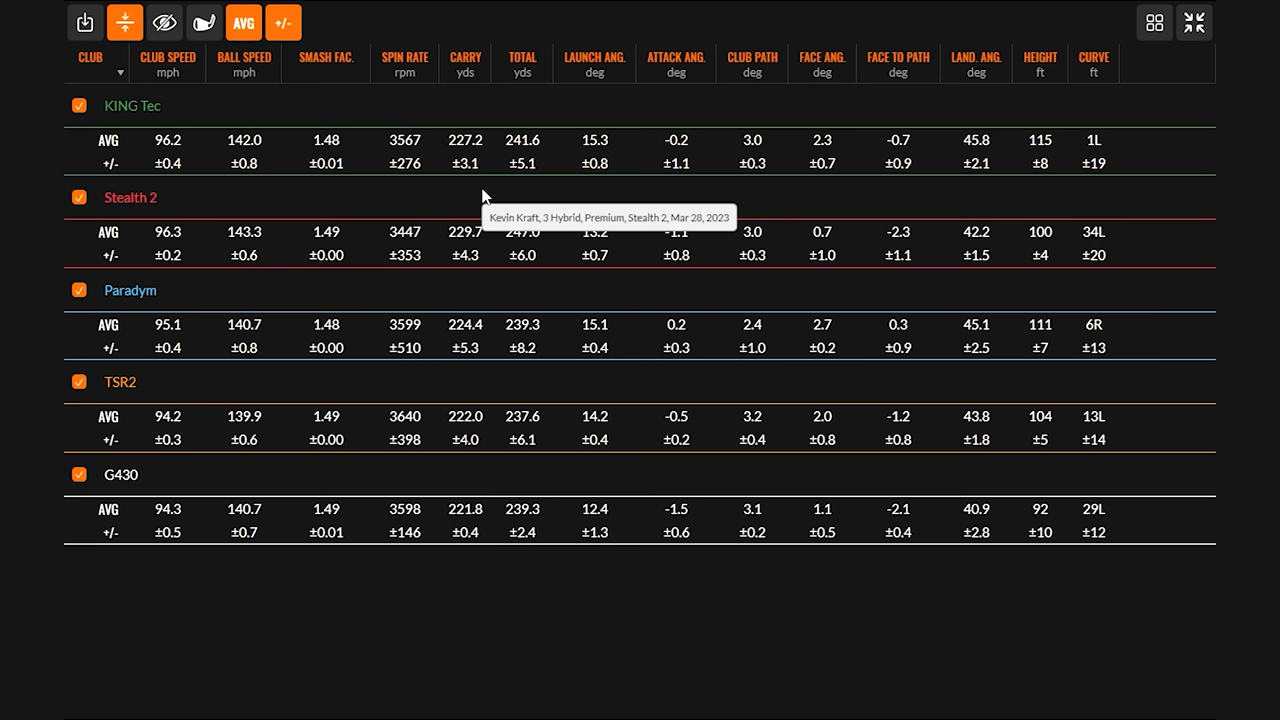 AVG +/-
CLUB CLUB SPEED BALL SPEED SMASH FAC. SPIN RATE CARRY TOTAL LAUNCH ANG. ATTACK ANG. CLUB PATH FACE ANG. FACE TO PATH LAND. ANG. HEIGHT CURVE
mph mph rpm yds yds deg deg deg deg deg deg ft ft
KING Tec
AVG 96.2 142.0 1.48 3567 227.2 241.6 15.3 -0.2 3.0 2.3 -0.7 45.8 115 1L
+/- ±0.4 ±0.8 ±0.01 ±276 ±3.1 ±5.1 ±0.8 ±1.1 ±0.3 ±0.7 ±0.9 ±2.1 ±8 ±19
Stealth 2
Kevin Kraft, 3 Hybrid, Premium, Stealth 2, Mar 28, 2023
AVG 96.3 143.3 1.49 3447 229.7 247.0 13.2 -1.1 3.0 0.7 -2.3 42.2 100 34L
+/- ±0.2 ±0.6 ±0.00 ±353 ±4.3 ±6.0 ±0.7 ±0.8 ±0.3 ±1.0 ±1.1 ±1.5 ±4 ±20
Paradym
AVG 95.1 140.7 1.48 3599 224.4 239.3 15.1 0.2 2.4 2.7 0.3 45.1 111 6R
+/- ±0.4 ±0.8 ±0.00 ±510 ±5.3 ±8.2 ±0.4 ±0.3 ±1.0 ±0.2 ±0.9 ±2.5 ±7 ±13
TSR2
AVG 94.2 139.9 1.49 3640 222.0 237.6 14.2 -0.5 3.2 2.0 -1.2 43.8 104 13L
+/- ±0.3 ±0.6 ±0.00 ±398 ±4.0 ±6.1 ±0.4 ±0.2 ±0.4 ±0.8 ±0.8 ±1.8 ±5 ±14
G430
AVG 94.3 140.7 1.49 3598 221.8 239.3 12.4 -1.5 3.1 1.1 -2.1 40.9 92 29L
+/- ±0.5 ±0.7 ±0.01 ±146 ±0.4 ±2.4 ±1.3 ±0.6 ±0.2 ±0.5 ±0.4 ±2.8 ±10 ±12